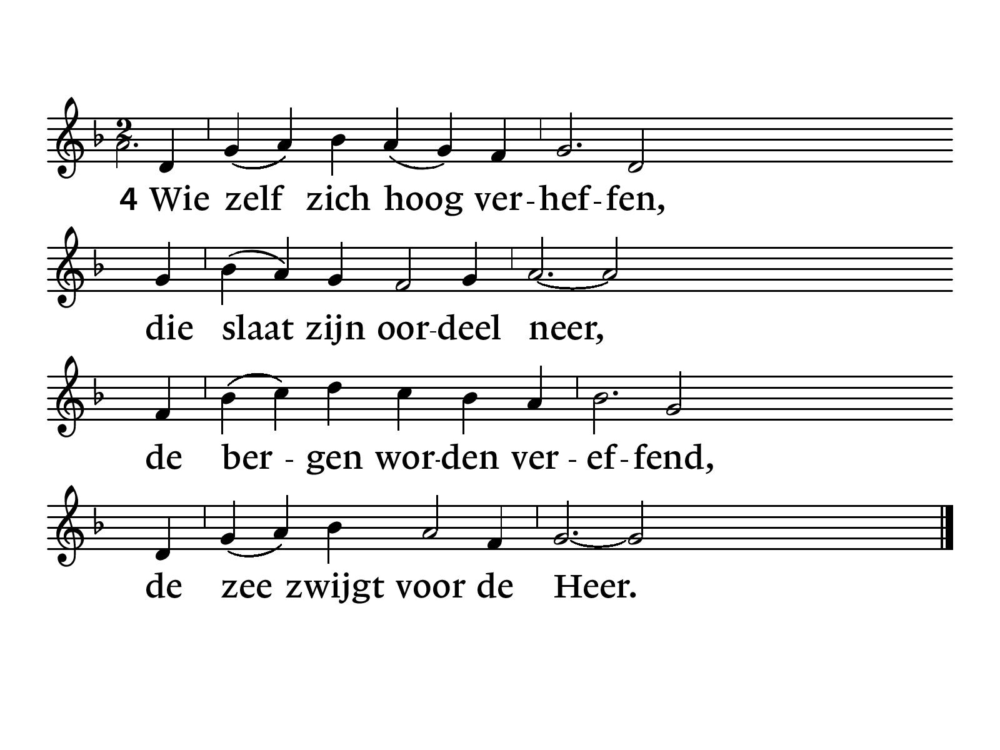 4 Wie zelf zich hoog ver-hef-fen,
die slaat zijn oor-deel neer,
de ber-gen wor-den ver-ef-fend,
de zee zwijgt voor de Heer.